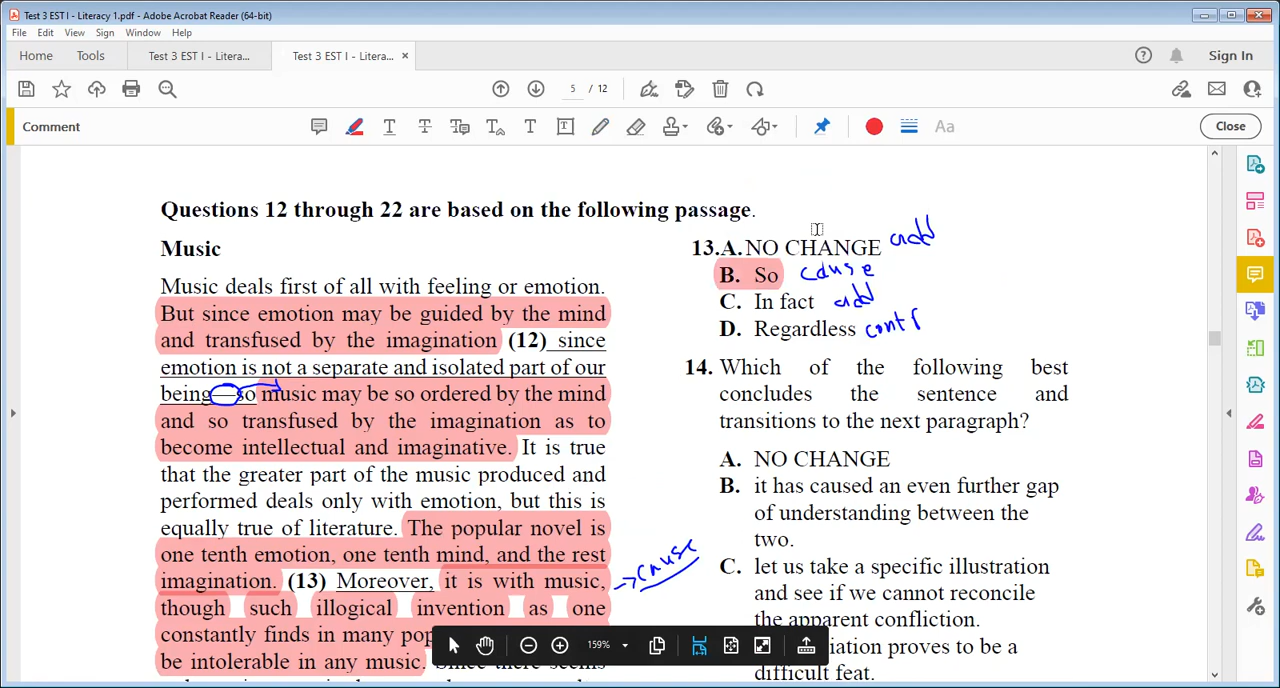 Test 3 EST I - Literacy 1.pdf - Adobe Acrobat Reader (64-bit)
File Edit View Sign Window Help
Home Tools Test 3 EST I - Litera... Test 3 EST I - Litera... × Sign In
5 / 12
Comment Aa Close
Questions 12 through 22 are based on the following passage.
Music
Music deals first of all with feeling or emotion.
But since emotion may be guided by the mind
and transfused by the imagination (12) since
emotion is not a separate and isolated part of our
being—so music may be so ordered by the mind
and so transfused by the imagination as to
become intellectual and imaginative. It is true
that the greater part of the music produced and
performed deals only with emotion, but this is
equally true of literature. The popular novel is
one tenth emotion, one tenth mind, and the rest
imagination. (13) Moreover, it is with music,
though such illogical invention as one
constantly finds in many pop
be intolerable in any music. Since there seems
→ cause
13. A. NO CHANGE add
B. So cause
C. In fact add
D. Regardless contr
14. Which of the following best
concludes the sentence and
transitions to the next paragraph?
A. NO CHANGE
B. it has caused an even further gap
of understanding between the
two.
C. let us take a specific illustration
and see if we cannot reconcile
the apparent confliction.
iation proves to be a
difficult feat.
159%